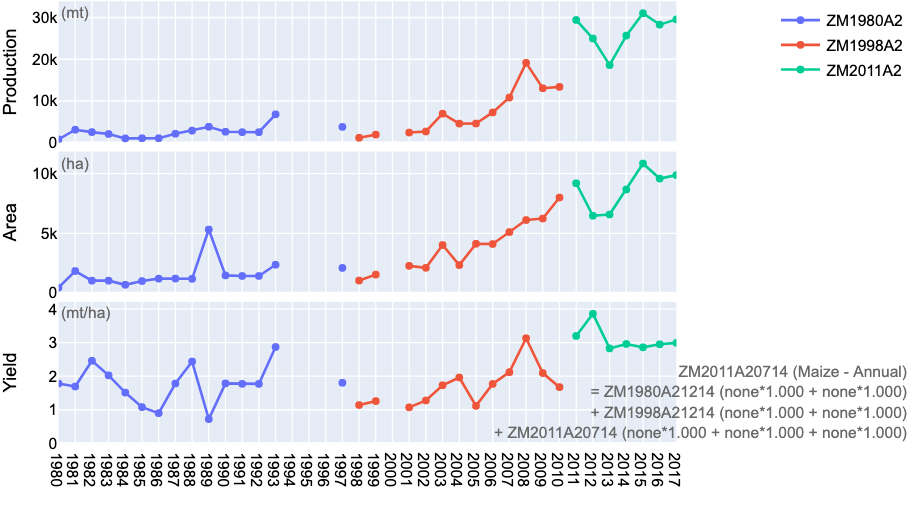 (mt)
30k
20k
10k
0
Production
ZM1980A2
ZM1998A2
ZM2011A2
(ha)
10k
5k
0
Area
(mt/ha)
4
3
2
1
0
Yield
ZM2011A20714 (Maize - Annual)
= ZM1980A21214 (none*1.000 + none*1.000)
+ ZM1998A21214 (none*1.000 + none*1.000)
+ ZM2011A20714 (none*1.000 + none*1.000 + none*1.000)
1980
1981
1982
1983
1984
1985
1986
1987
1988
1989
1990
1991
1992
1993
1994
1995
1996
1997
1998
1999
2000
2001
2002
2003
2004
2005
2006
2007
2008
2009
2010
2011
2012
2013
2014
2015
2016
2017